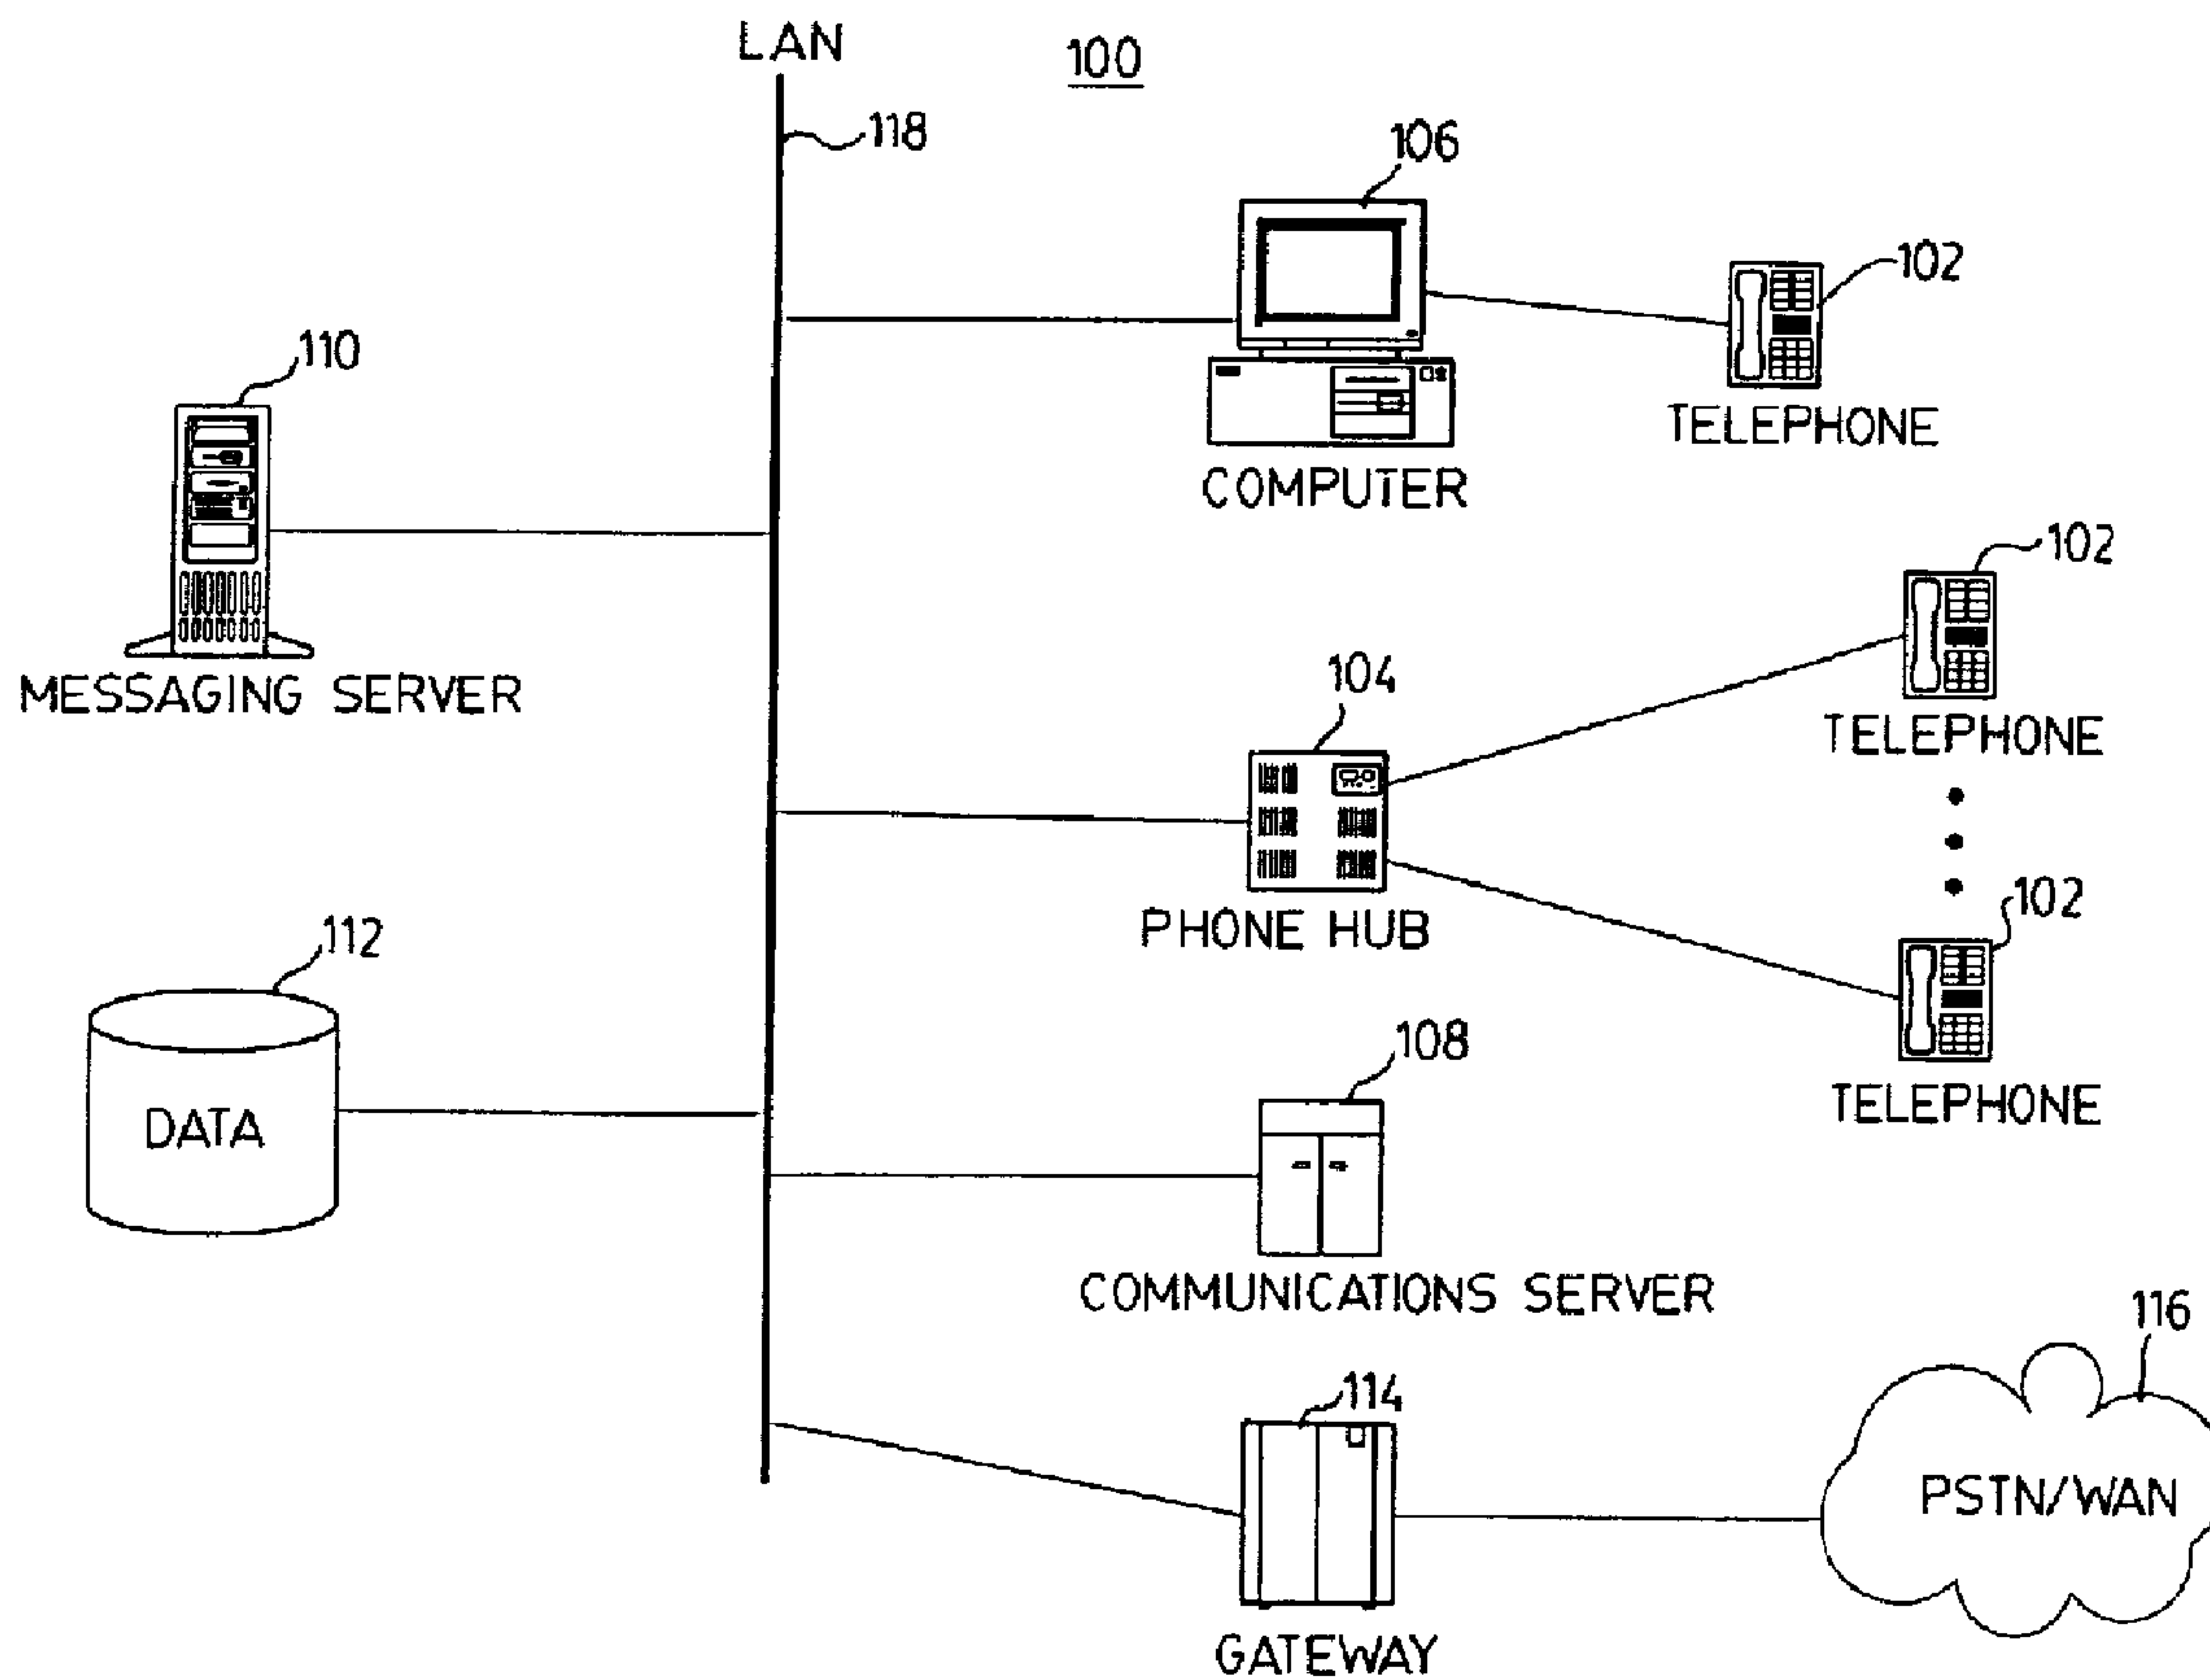 LAN
100
118
106
102
TELEPHONE
COMPUTER
110
MESSAGING SERVER
102
TELEPHONE
104
PHONE HUB
102
TELEPHONE
112
DATA
108
COMMUNICATIONS SERVER
116
PSTN/WAN
114
GATEWAY